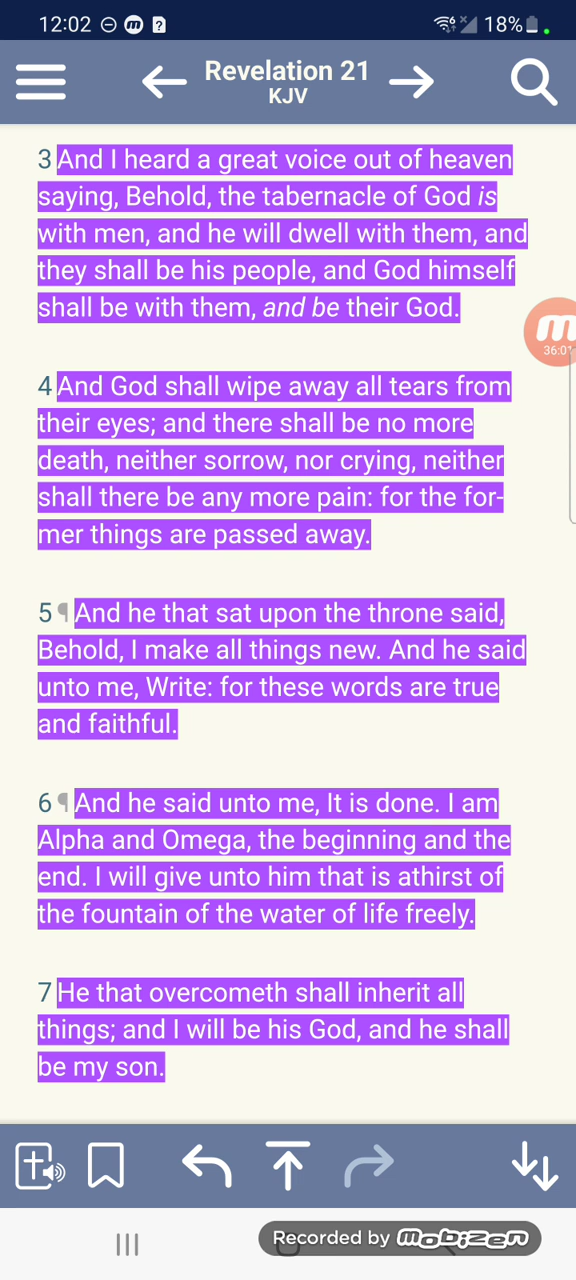 12:02 18%
Revelation 21
KJV
3 And I heard a great voice out of heaven
saying, Behold, the tabernacle of God is
with men, and he will dwell with them, and
they shall be his people, and God himself
shall be with them, and be their God.
36:01
4 And God shall wipe away all tears from
their eyes; and there shall be no more
death, neither sorrow, nor crying, neither
shall there be any more pain: for the for-
mer things are passed away.
5 ¶ And he that sat upon the throne said,
Behold, I make all things new. And he said
unto me, Write: for these words are true
and faithful.
6 ¶ And he said unto me, It is done. I am
Alpha and Omega, the beginning and the
end. I will give unto him that is athirst of
the fountain of the water of life freely.
7 He that overcometh shall inherit all
things; and I will be his God, and he shall
be my son.
Recorded by mobizen